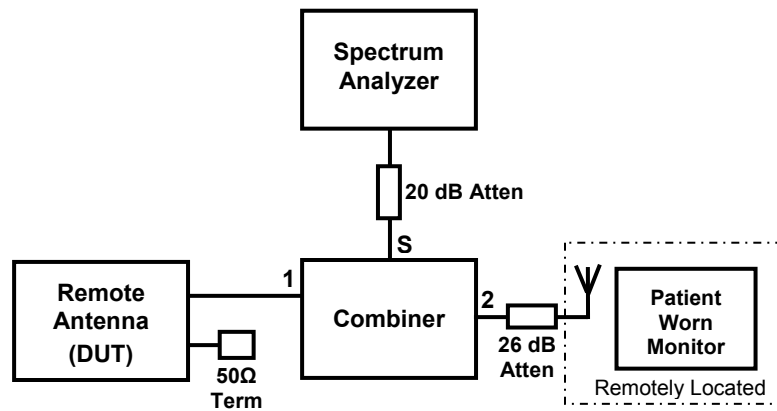 Spectrum
Analyzer
20 dB Atten
S
1
2
Remote
Antenna
(DUT)
50Ω
Term
Combiner
26 dB
Atten
Patient
Worn
Monitor
Remotely Located